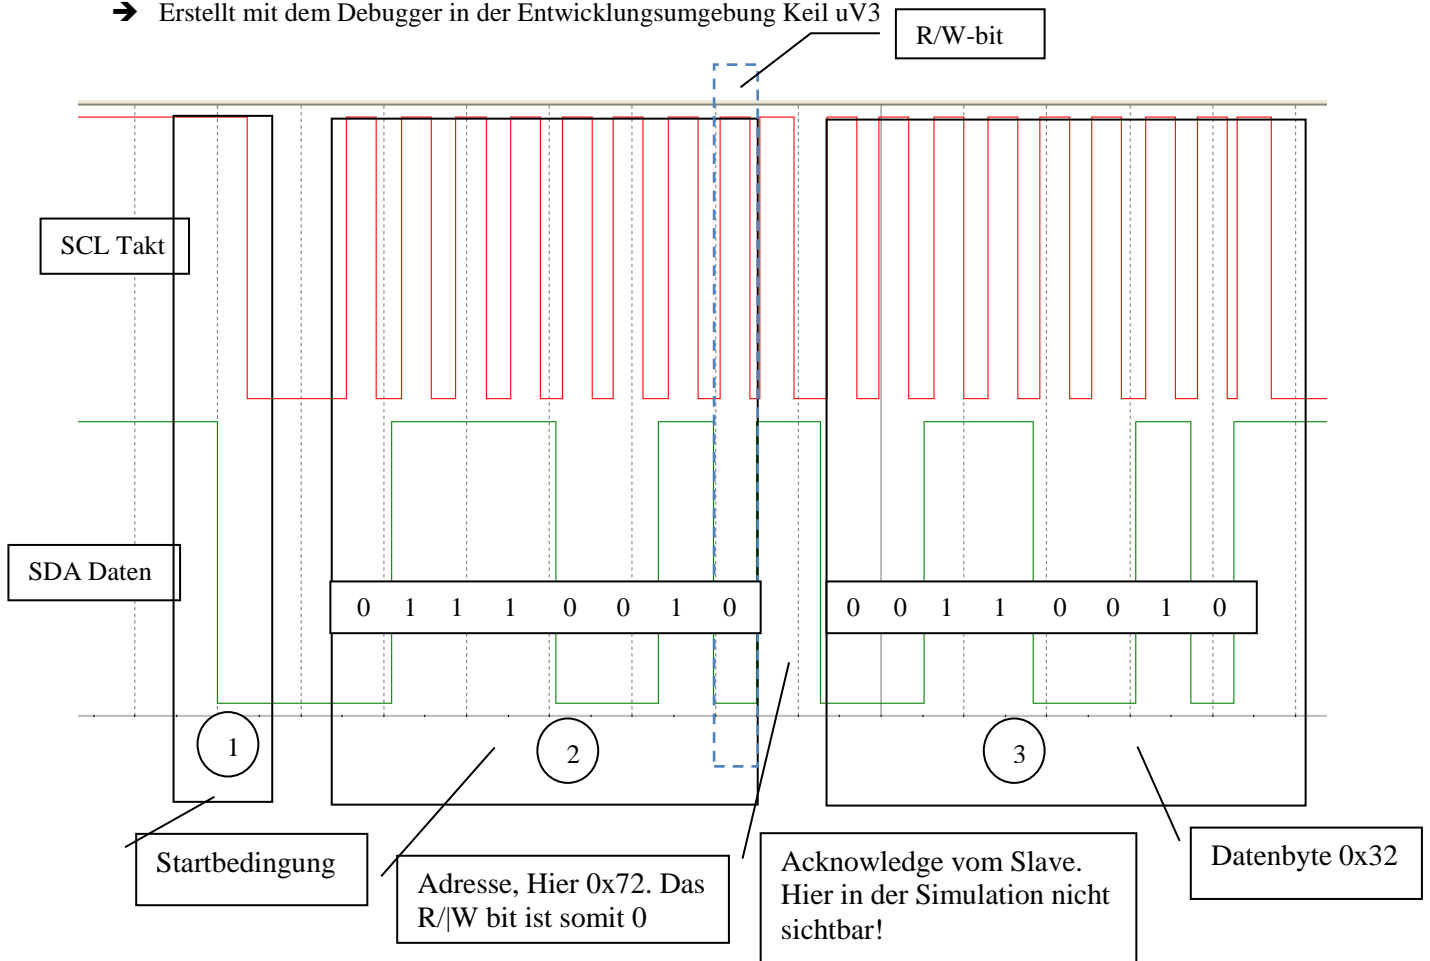 ➔ Erstellt mit dem Debugger in der Entwicklungsumgebung Keil uV3
R/W-bit
SCL Takt
SDA Daten
0 1 1 1 0 0 1 0
0 0 1 1 0 0 1 0
1
2
3
Startbedingung
Adresse, Hier 0x72. Das
R/|W bit ist somit 0
Acknowledge vom Slave.
Hier in der Simulation nicht
sichtbar!
Datenbyte 0x32